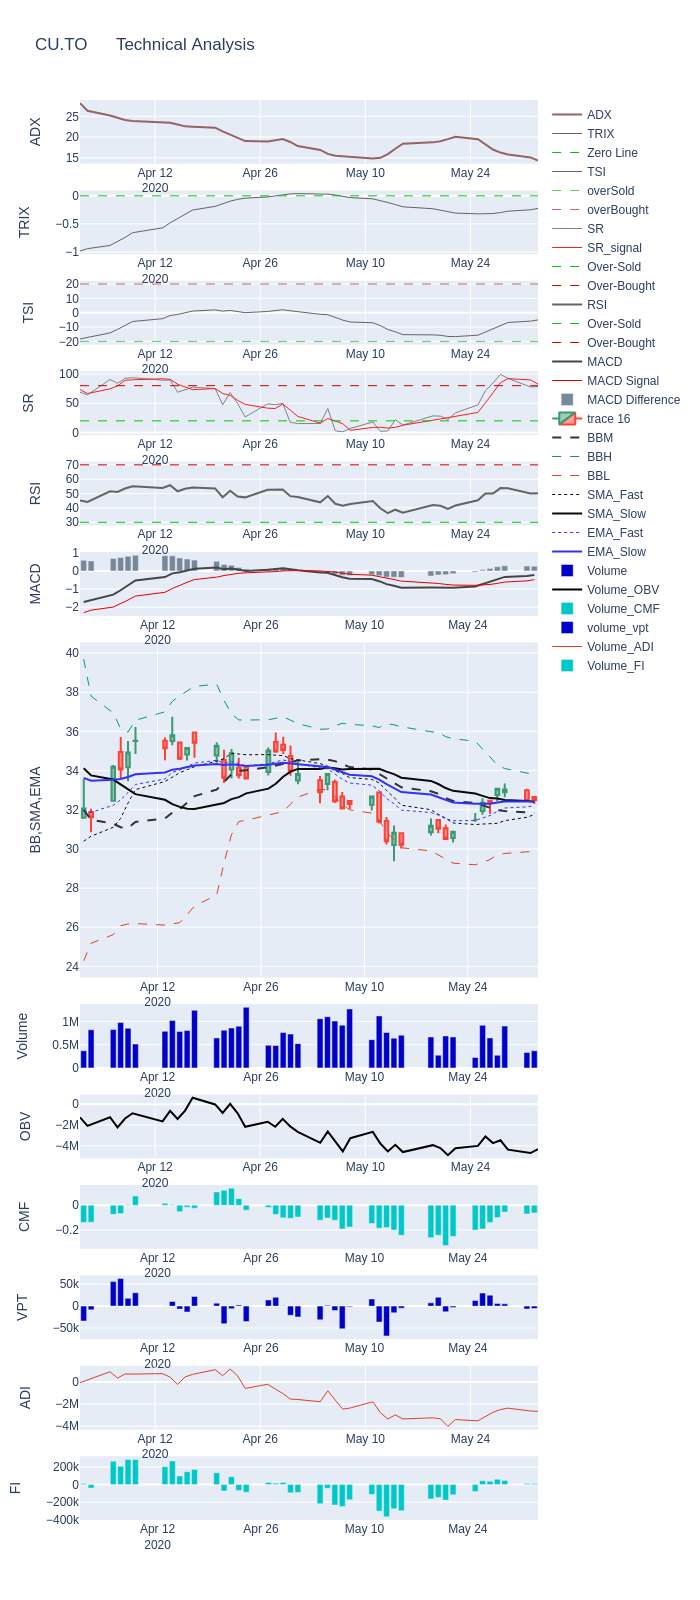 CU.TO Technical Analysis
ADX
25
20
15
Apr 12
2020
Apr 26
May 10
May 24
TRIX
0
−0.5
−1
Apr 12
2020
Apr 26
May 10
May 24
TSI
20
10
0
−10
−20
Apr 12
2020
Apr 26
May 10
May 24
SR
100
50
0
Apr 12
2020
Apr 26
May 10
May 24
RSI
70
60
50
40
30
Apr 12
2020
Apr 26
May 10
May 24
MACD
1
0
−1
−2
Apr 12
2020
Apr 26
May 10
May 24
BB,SMA,EMA
40
38
36
34
32
30
28
26
24
Apr 12
2020
Apr 26
May 10
May 24
Volume
1M
0.5M
0
Apr 12
2020
Apr 26
May 10
May 24
OBV
0
−2M
−4M
Apr 12
2020
Apr 26
May 10
May 24
CMF
0
−0.2
Apr 12
2020
Apr 26
May 10
May 24
VPT
50k
0
−50k
Apr 12
2020
Apr 26
May 10
May 24
ADI
0
−2M
−4M
Apr 12
2020
Apr 26
May 10
May 24
FI
200k
0
−200k
−400k
Apr 12
2020
Apr 26
May 10
May 24
ADX
TRIX
Zero Line
TSI
overSold
overBought
SR
SR_signal
Over-Sold
Over-Bought
RSI
Over-Sold
Over-Bought
MACD
MACD Signal
MACD Difference
trace 16
BBM
BBH
BBL
SMA_Fast
SMA_Slow
EMA_Fast
EMA_Slow
Volume
Volume_OBV
Volume_CMF
volume_vpt
Volume_ADI
Volume_FI